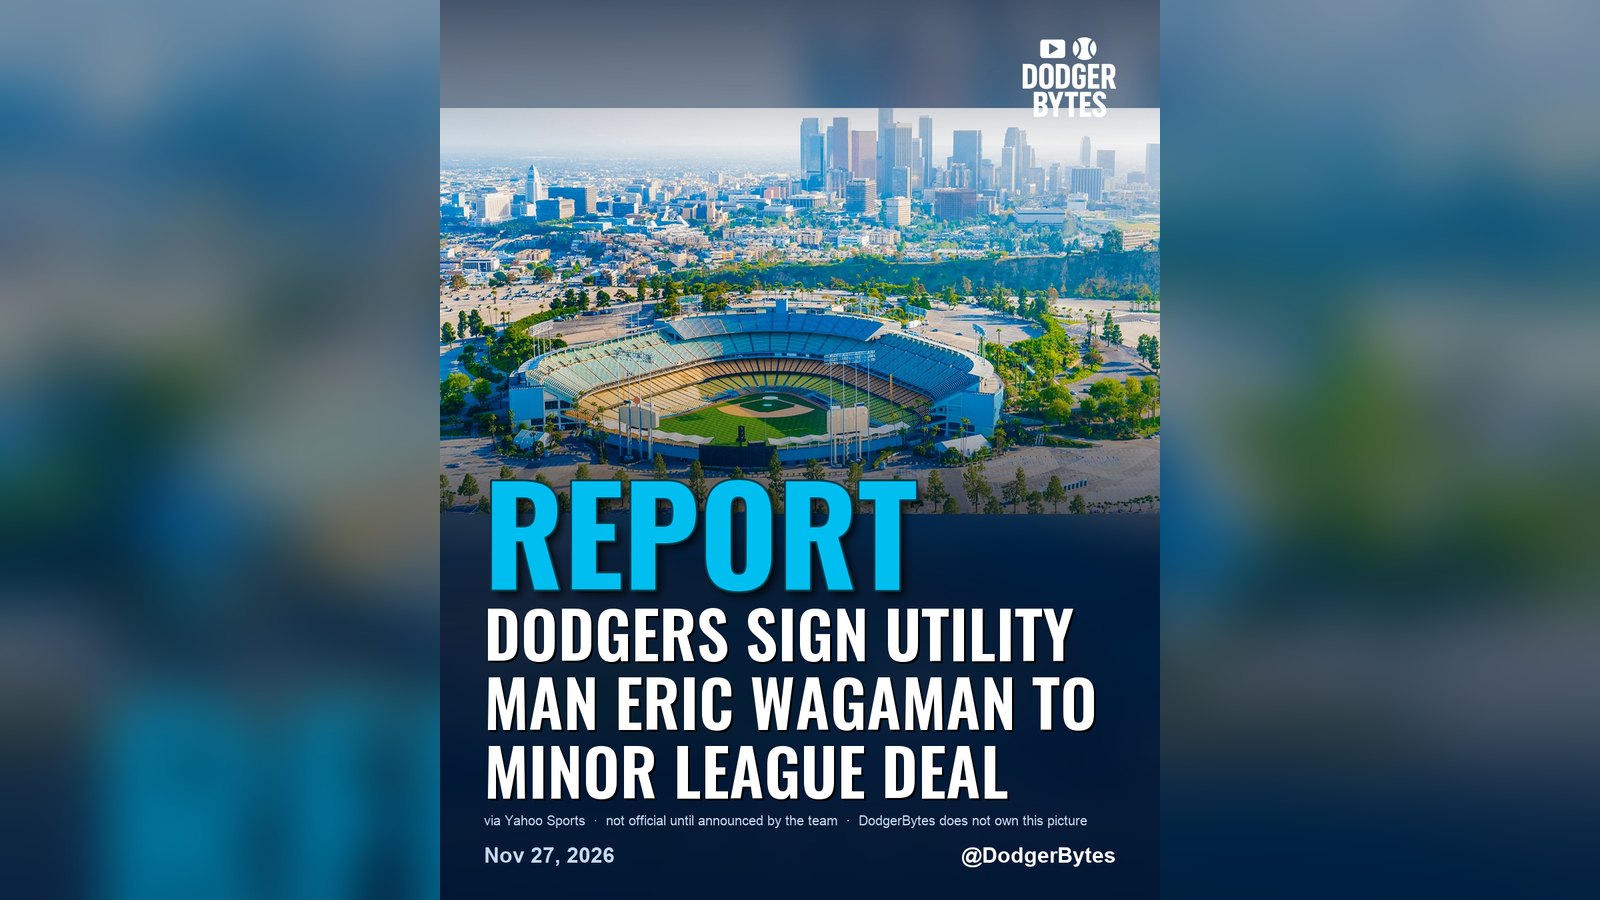 DODGER
BYTES
REPORT
DODGERS SIGN UTILITY
MAN ERIC WAGAMAN TO
MINOR LEAGUE DEAL
via Yahoo Sports · not official until announced by the team · DodgerBytes does not own this picture
Nov 27, 2026
@DodgerBytes